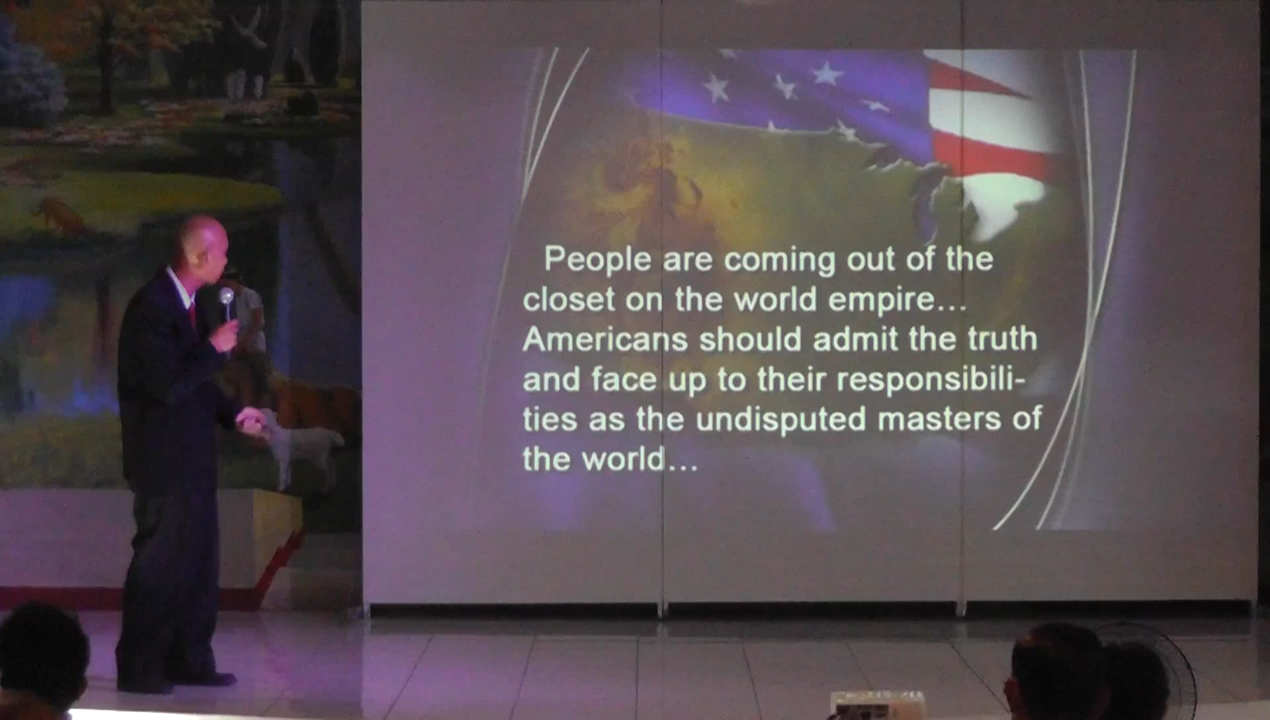 People are coming out of the
closet on the world empire...
Americans should admit the truth
and face up to their responsibili-
ties as the undisputed masters of
the world...